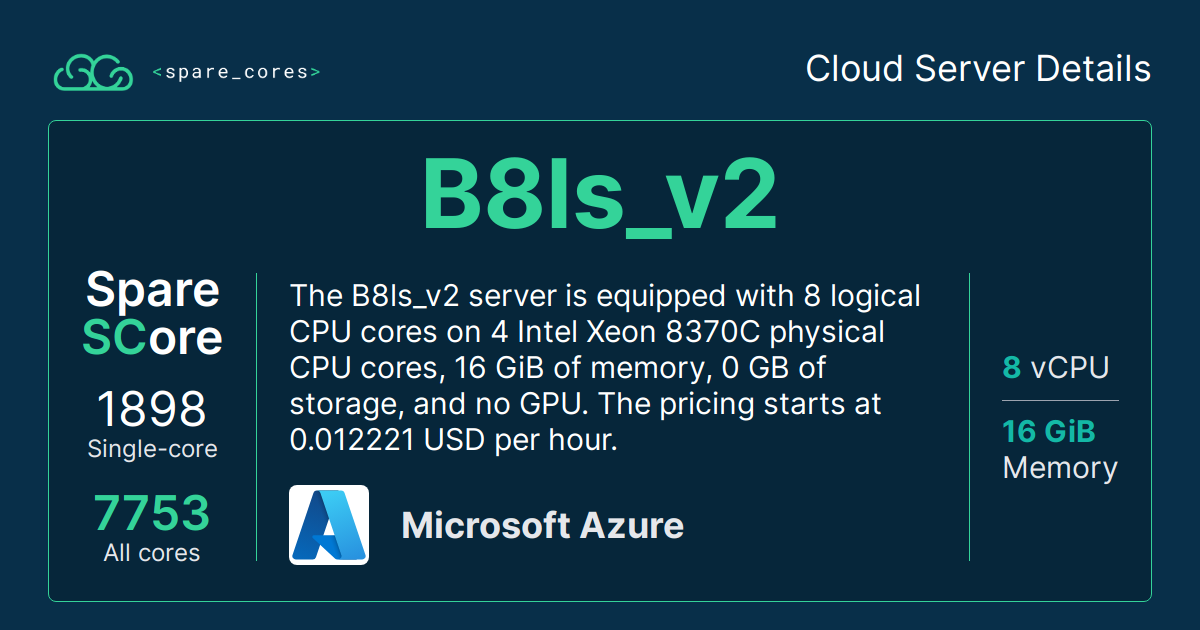 <spare_cores>
Cloud Server Details
B8ls_v2
Spare
SCore
1898
Single-core
7753
All cores
The B8ls_v2 server is equipped with 8 logical
CPU cores on 4 Intel Xeon 8370C physical
CPU cores, 16 GiB of memory, 0 GB of
storage, and no GPU. The pricing starts at
0.012221 USD per hour.
Microsoft Azure
8 vCPU
16 GiB
Memory